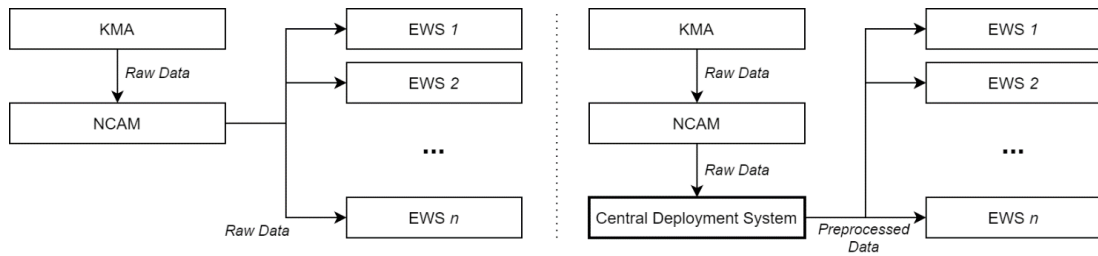 KMA
Raw Data
NCAM
EWS 1
EWS 2
...
EWS n
Raw Data
KMA
Raw Data
NCAM
Raw Data
Central Deployment System
EWS 1
EWS 2
...
EWS n
Preprocessed
Data